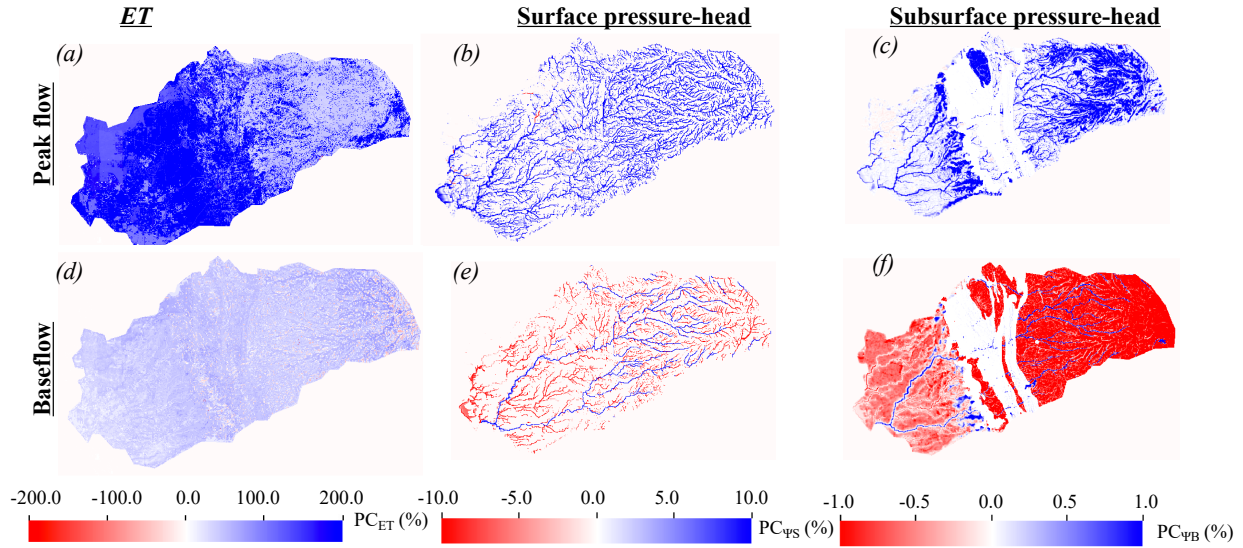 ET Surface pressure-head Subsurface pressure-head
Peak flow
(a) (b) (c)
Baseflow
(d) (e) (f)
-200.0 -100.0 0.0 100.0 200.0 PC_ET (%)
-10.0 -5.0 0.0 5.0 10.0 PC_ΨS (%)
-1.0 -0.5 0.0 0.5 1.0 PC_ΨB (%)